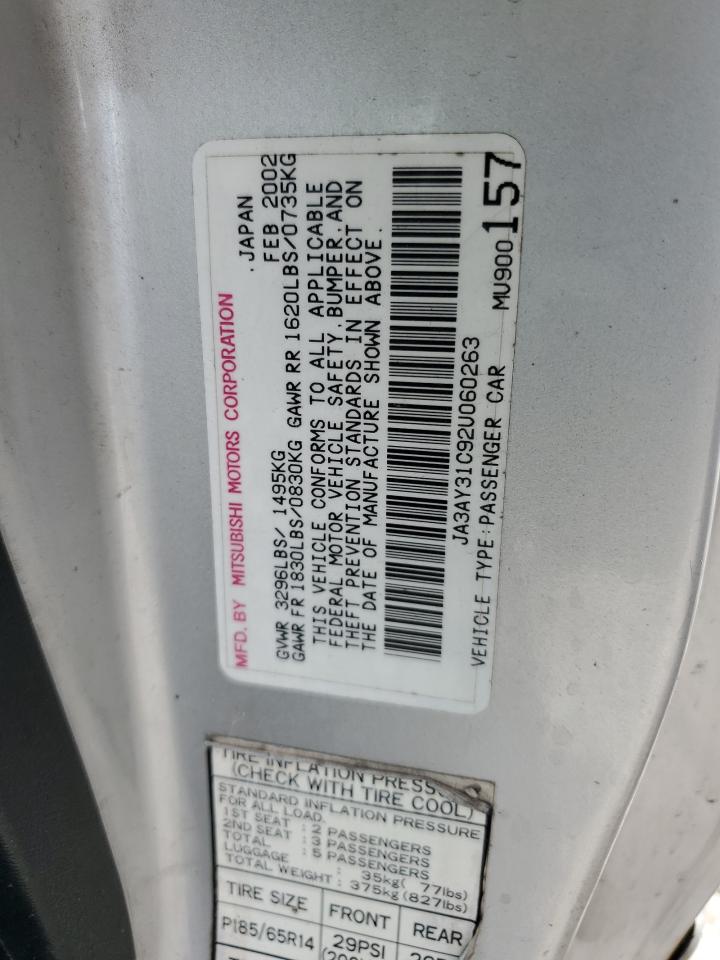 MFD. BY MITSUBISHI MOTORS CORPORATION .JAPAN
GVWR 3296LBS/ 1495KG FEB 2002
GAWR FR 1830LBS/0830KG GAWR RR 1620LBS/0735KG
THIS VEHICLE CONFORMS TO ALL APPLICABLE
FEDERAL MOTOR VEHICLE SAFETY, BUMPER, AND
THEFT PREVENTION STANDARDS IN EFFECT ON
THE DATE OF MANUFACTURE SHOWN ABOVE.
JA3AY31C92U060263
VEHICLE TYPE:PASSENGER CAR MU900157
TIRE INFLATION
(CHECK WITH TIRE COOL)
STANDARD INFLATION PRESSURE
FOR ALL LOAD.
1ST SEAT : 2 PASSENGERS
2ND SEAT : 3 PASSENGERS
TOTAL : 5 PASSENGERS
LUGGAGE : 35kg( 77lbs)
TOTAL WEIGHT : 375kg(827lbs)
TIRE SIZE FRONT REAR
P185/65R14 29PSI